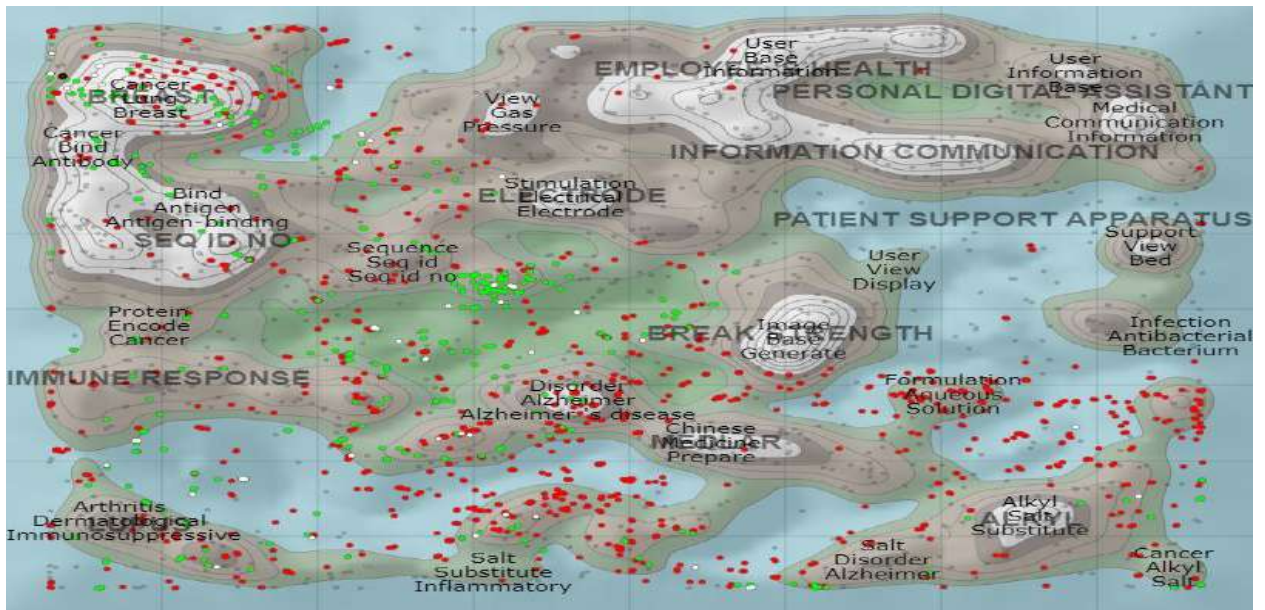 User
Base
Information
EMPLOYEE HEALTH
User
Information
Base
PERSONAL DIGITAL ASSISTANT
Medical
Communication
Information
Cancer
Lung
Breast
View
Gas
Pressure
Cancer
Bind
Antibody
INFORMATION COMMUNICATION
Bind
Antigen
Antigen-binding
SEQ ID NO
Stimulation
Electrical
Electrode
ELECTRODE
PATIENT SUPPORT APPARATUS
Support
View
Bed
Sequence
Seq id
Seq id no
User
View
Display
Protein
Encode
Cancer
BREAK STRENGTH
Image
Base
Generate
Infection
Antibacterial
Bacterium
IMMUNE RESPONSE
Disorder
Alzheimer
Alzheimer s disease
Formulation
Aqueous
Solution
Chinese
Medicine
Prepare
Arthritis
Dermatological
Immunosuppressive
Alkyl
Salt
Substitute
Salt
Substitute
Inflammatory
Salt
Disorder
Alzheimer
Cancer
Alkyl
Salt